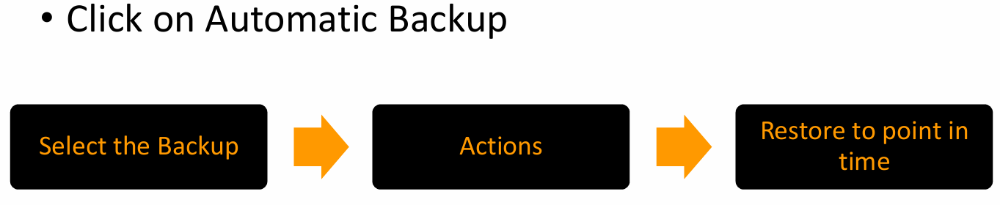 • Click on Automatic Backup
Select the Backup
Actions
Restore to point in
time